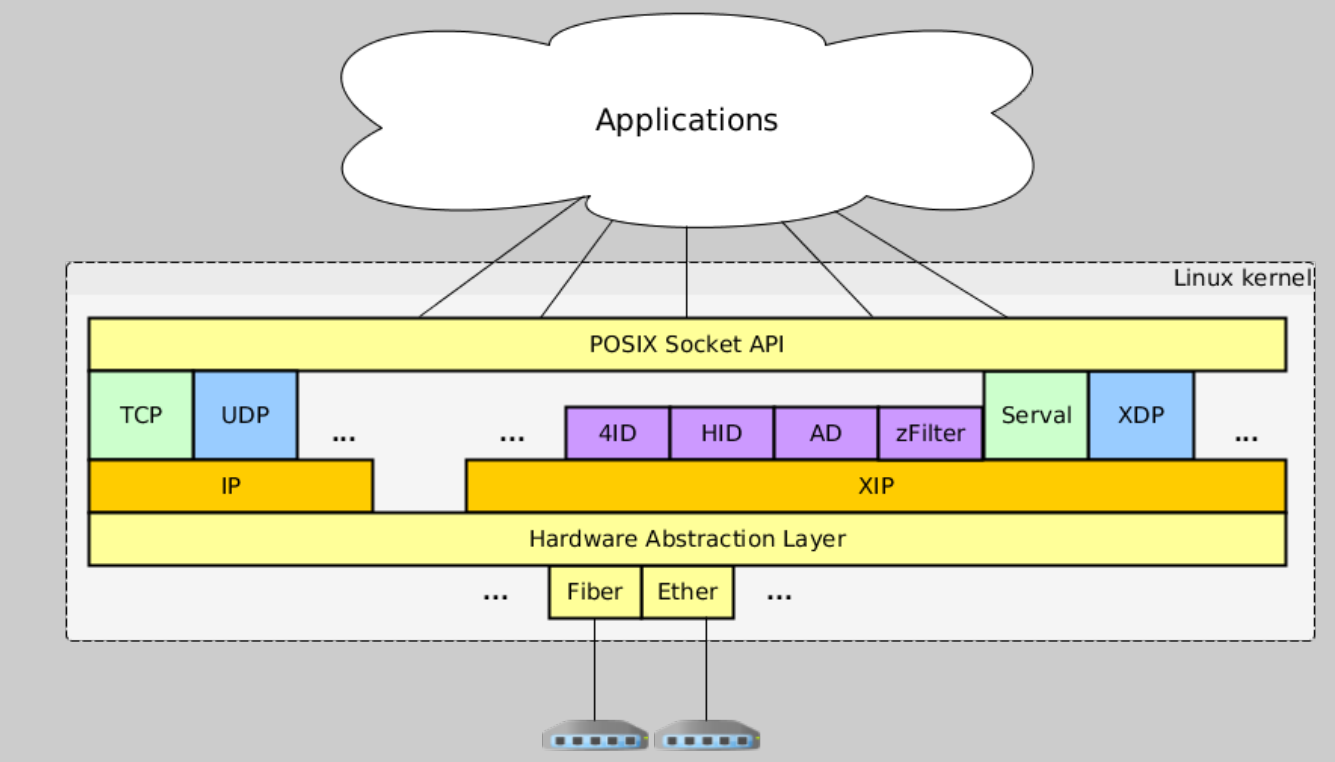 Applications
Linux kernel
POSIX Socket API
TCP
UDP
...
...
4ID
HID
AD
zFilter
Serval
XDP
...
IP
XIP
Hardware Abstraction Layer
...
Fiber
Ether
...